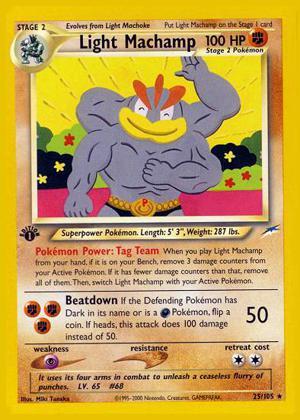 STAGE 2 Evolves from Light Machoke Put Light Machamp on the Stage 1 card
Light Machamp 100 HP
Stage 2 Pokémon
P
EDITION
1
Superpower Pokémon. Length: 5' 3", Weight: 287 lbs.
Pokémon Power: Tag Team When you play Light Machamp
from your hand, if it is on your Bench, remove 3 damage counters from
your Active Pokémon. If it has fewer damage counters than that, remove
all of them. Then, switch Light Machamp with your Active Pokémon.
Beatdown If the Defending Pokémon has
Dark in its name or is a Pokémon, flip a
coin. If heads, this attack does 100 damage
instead of 50.
50
weakness resistance retreat cost
It uses its four arms in combat to unleash a ceaseless flurry of
punches. LV. 65 #68
Illus. Miki Tanaka ©1995-2000 Nintendo, Creatures, GAMEFREAK. 25/105 ★